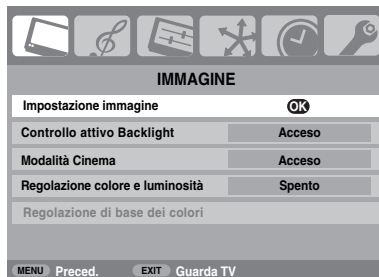 IMMAGINE
Impostazione immagine OK
Controllo attivo Backlight Acceso
Modalità Cinema Acceso
Regolazione colore e luminosità Spento
Regolazione di base dei colori
MENU Preced. EXIT Guarda TV